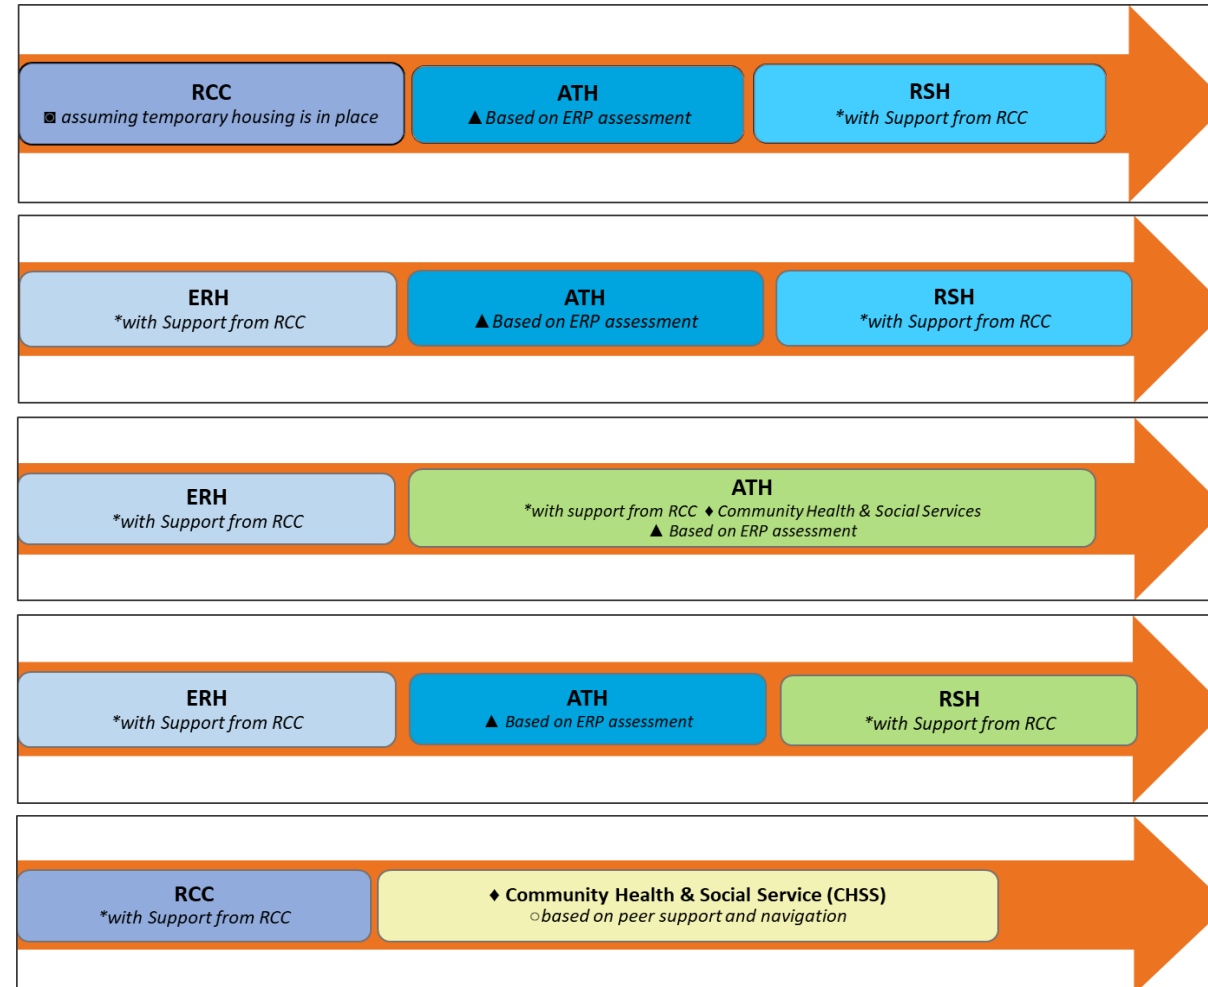 RCC
◙ assuming temporary housing is in place
ATH
▲Based on ERP assessment
RSH
*with Support from RCC
ERH
*with Support from RCC
ATH
▲Based on ERP assessment
RSH
*with Support from RCC
ERH
*with Support from RCC
ATH
*with support from RCC ♦ Community Health & Social Services
▲ Based on ERP assessment
ERH
*with Support from RCC
ATH
▲ Based on ERP assessment
RSH
*with Support from RCC
RCC
*with Support from RCC
♦ Community Health & Social Service (CHSS)
○based on peer support and navigation